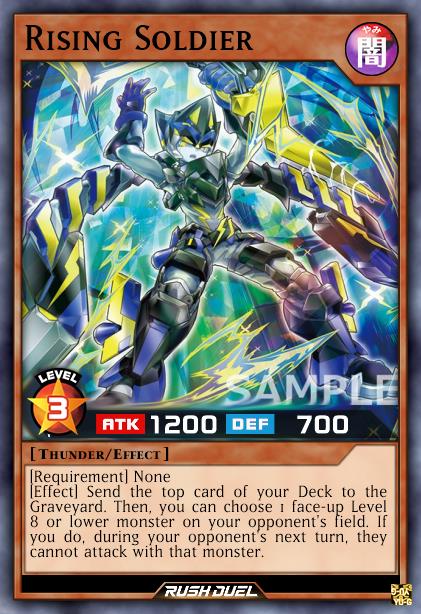 Rising Soldier
やみ
闇
SAMPLE
LEVEL
3
ATK 1200 DEF 700
[Thunder/Effect]
[Requirement] None
[Effect] Send the top card of your Deck to the
Graveyard. Then, you can choose 1 face-up Level
8 or lower monster on your opponent's field. If
you do, during your opponent's next turn, they
cannot attack with that monster.
RUSH DUEL